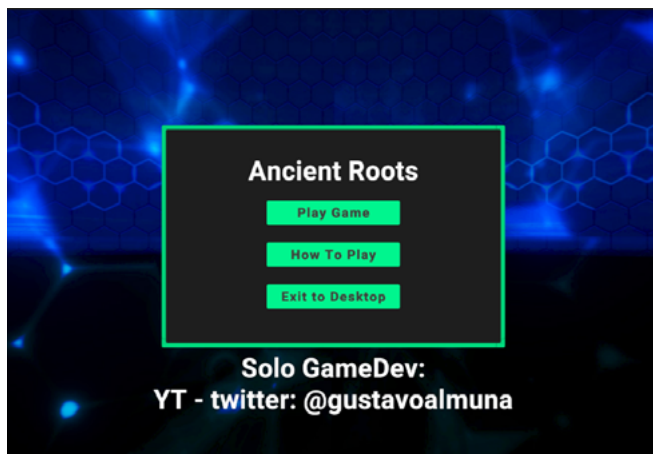 Ancient Roots
Play Game
How To Play
Exit to Desktop
Solo GameDev:
YT - twitter: @gustavoalmuna